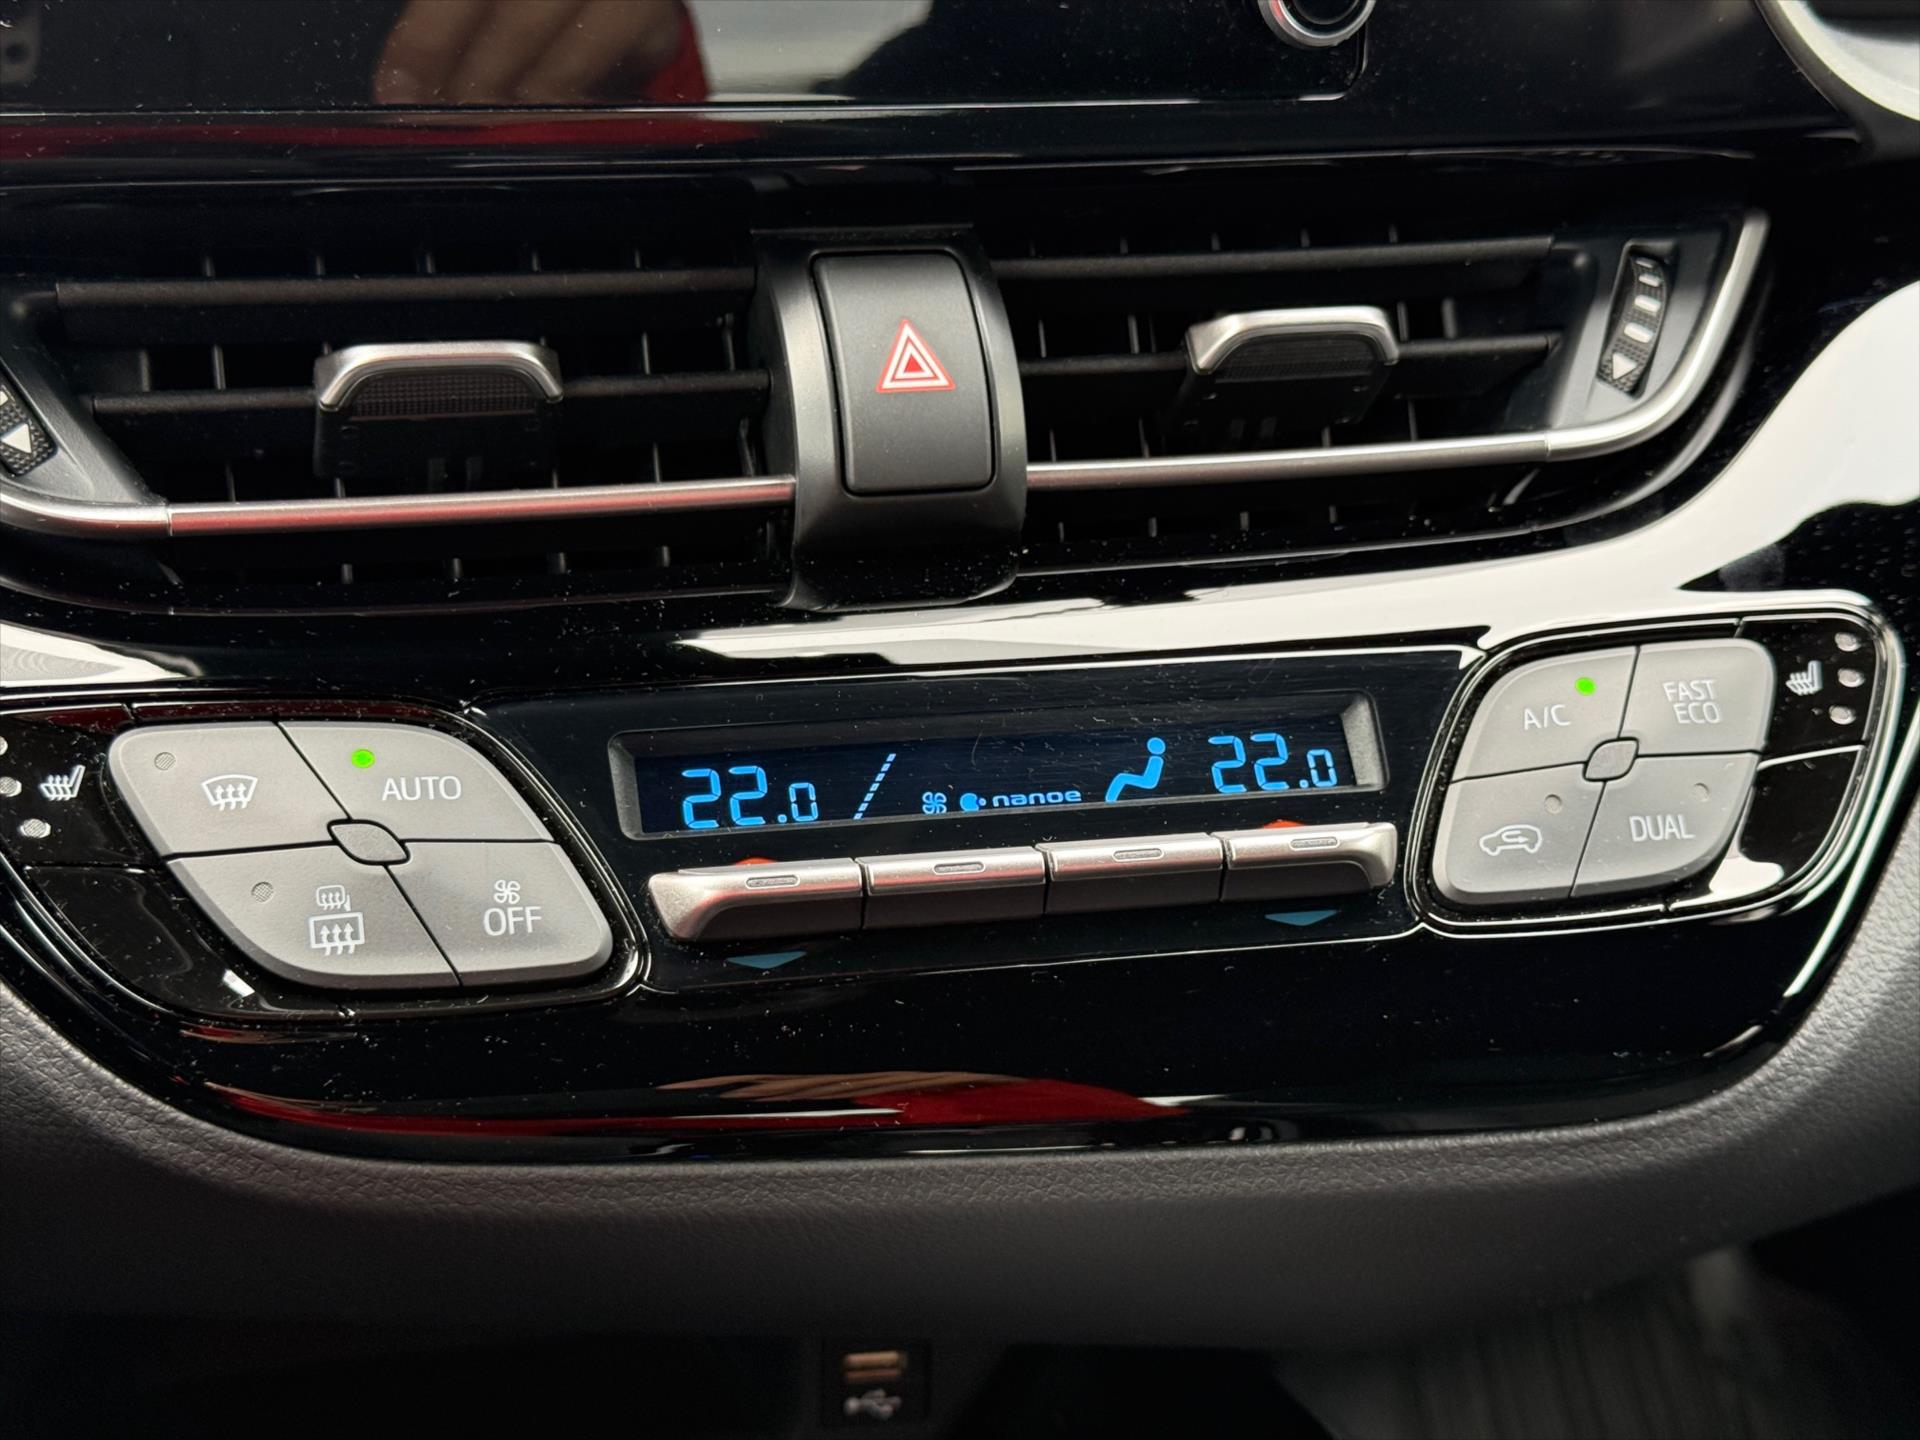 22.0
nanoe
22.0
A/C
FAST
ECO
AUTO
OFF
DUAL